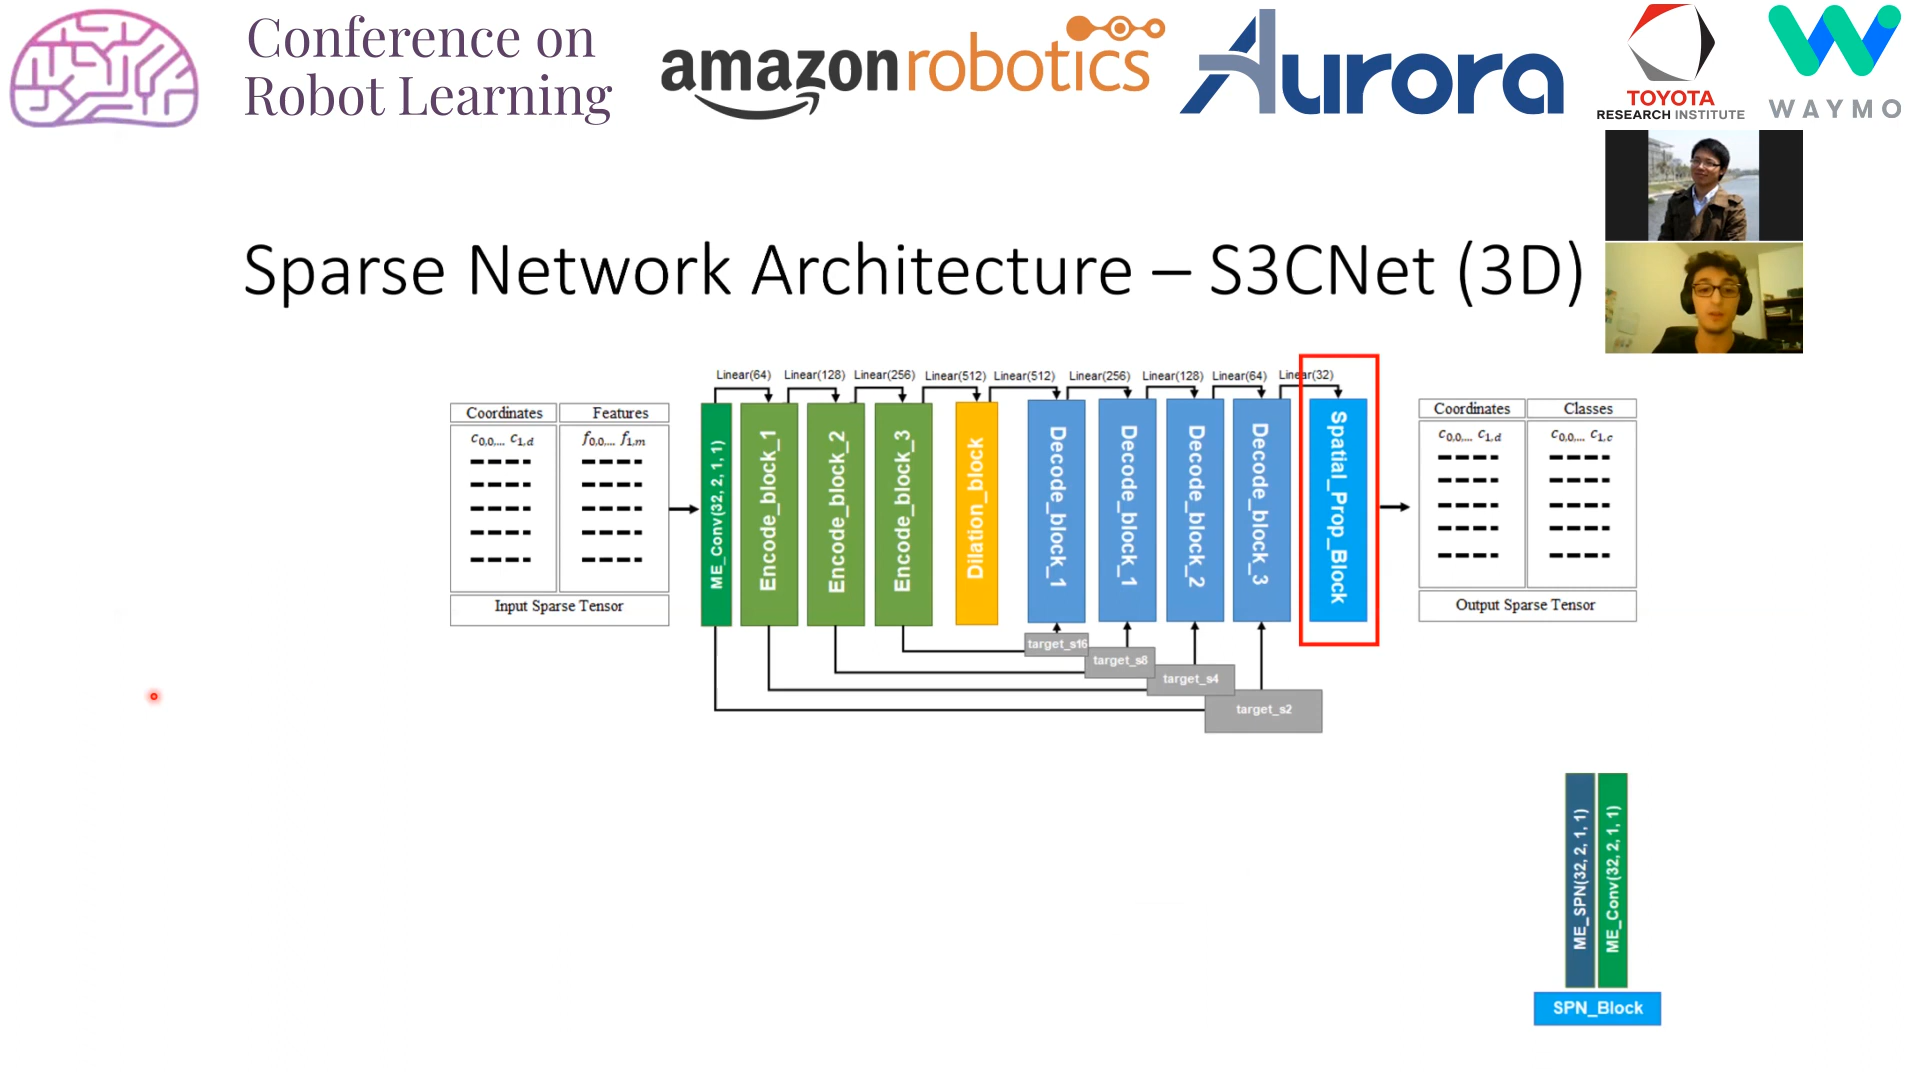 Conference on
Robot Learning
amazon robotics
Aurora
TOYOTA
RESEARCH INSTITUTE
WAYMO
Sparse Network Architecture – S3CNet (3D)
Linear(64) Linear(128) Linear(256) Linear(512) Linear(512) Linear(256) Linear(128) Linear(64) Linear(32)
Coordinates Features
c0,0,... c1,d f0,0,... f1,m
Input Sparse Tensor
ME_Conv(32, 2, 1, 1)
Encode_block_1
Encode_block_2
Encode_block_3
Dilation_block
Decode_block_1
Decode_block_1
Decode_block_2
Decode_block_3
Spatial_Prop_Block
Coordinates Classes
c0,0,... c1,d c0,0,... c1,c
Output Sparse Tensor
target_s16
target_s8
target_s4
target_s2
ME_SPN(32, 2, 1, 1)
ME_Conv(32, 2, 1, 1)
SPN_Block